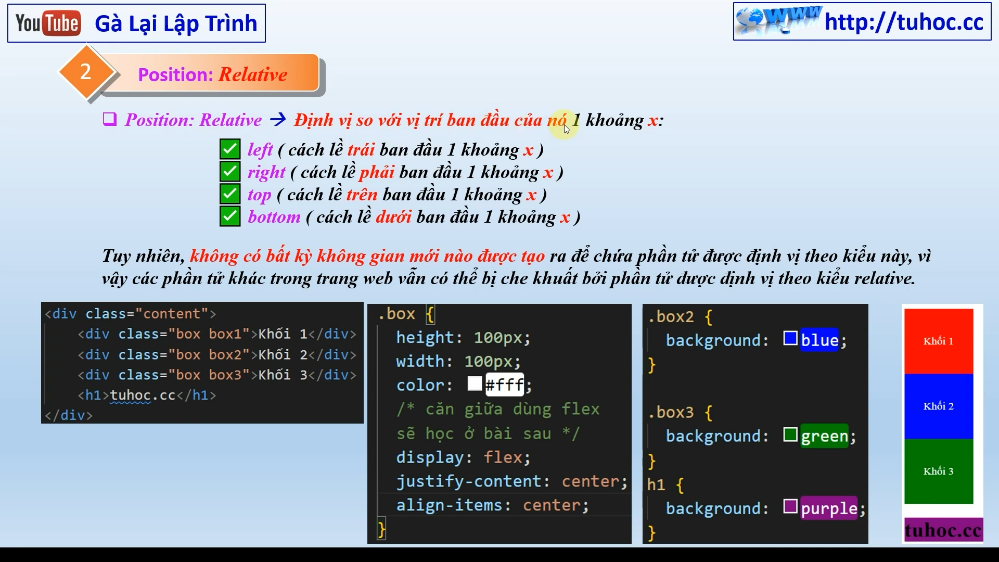 YouTube Gà Lại Lập Trình
WWW http://tuhoc.cc
2
Position: Relative
Position: Relative → Định vị so với vị trí ban đầu của nó 1 khoảng x:
left ( cách lề trái ban đầu 1 khoảng x )
right ( cách lề phải ban đầu 1 khoảng x )
top ( cách lề trên ban đầu 1 khoảng x )
bottom ( cách lề dưới ban đầu 1 khoảng x )
Tuy nhiên, không có bất kỳ không gian mới nào được tạo ra để chứa phần tử được định vị theo kiểu này, vì
vậy các phần tử khác trong trang web vẫn có thể bị che khuất bởi phần tử dược định vị theo kiểu relative.
<div class="content">
<div class="box box1">Khối 1</div>
<div class="box box2">Khối 2</div>
<div class="box box3">Khối 3</div>
<h1>tuhoc.cc</h1>
</div>
.box {
height: 100px;
width: 100px;
color: #fff;
/* căn giữa dùng flex
sẽ học ở bài sau */
display: flex;
justify-content: center;
align-items: center;
}
.box2 {
background: blue;
}
.box3 {
background: green;
}
h1 {
background: purple;
}
Khối 1
Khối 2
Khối 3
tuhoc.cc